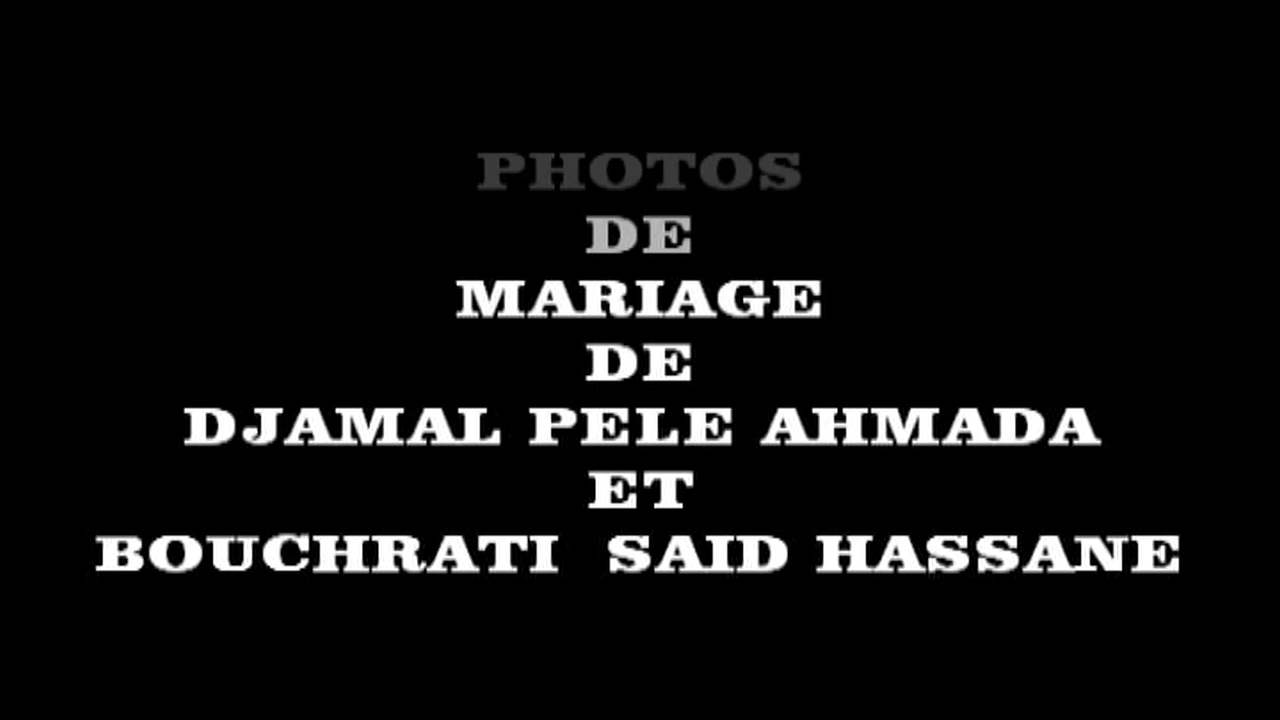 PHOTOS
DE
MARIAGE
DE
DJAMAL PELE AHMADA
ET
BOUCHRATI SAID HASSANE